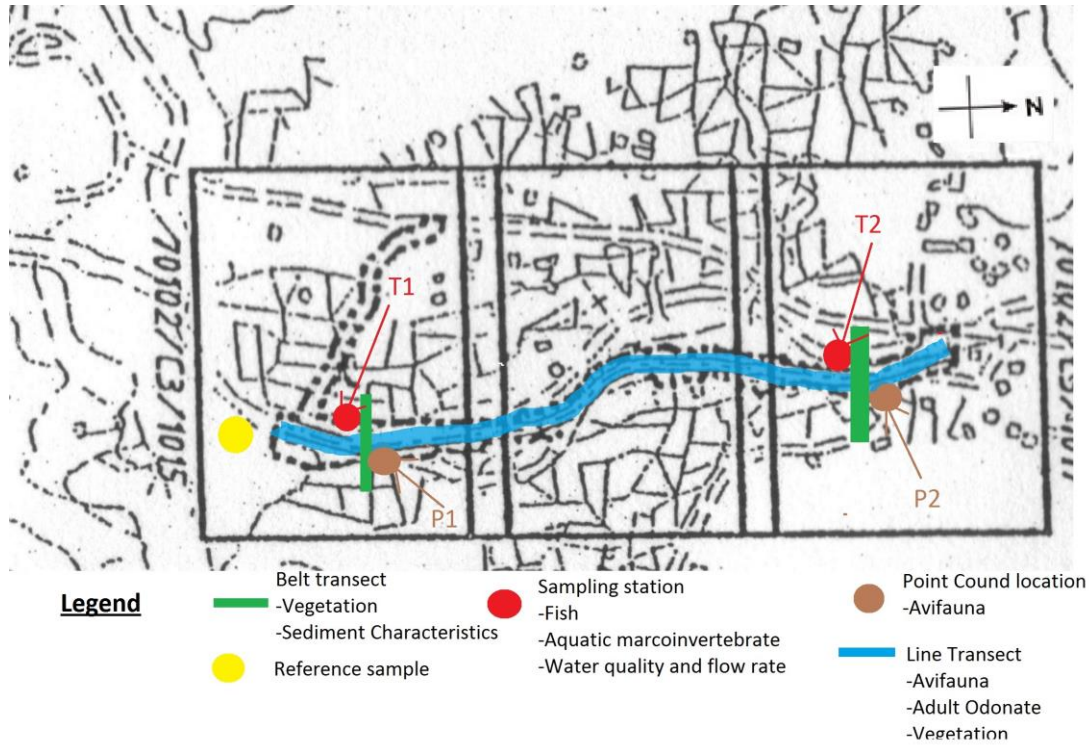 N
T2
T1
701027/C3/1015
P1
P2
Legend
Belt transect
-Vegetation
-Sediment Characteristics
Reference sample
Sampling station
-Fish
-Aquatic marcoinvertebrate
-Water quality and flow rate
Point Cound location
-Avifauna
Line Transect
-Avifauna
-Adult Odonate
-Vegetation